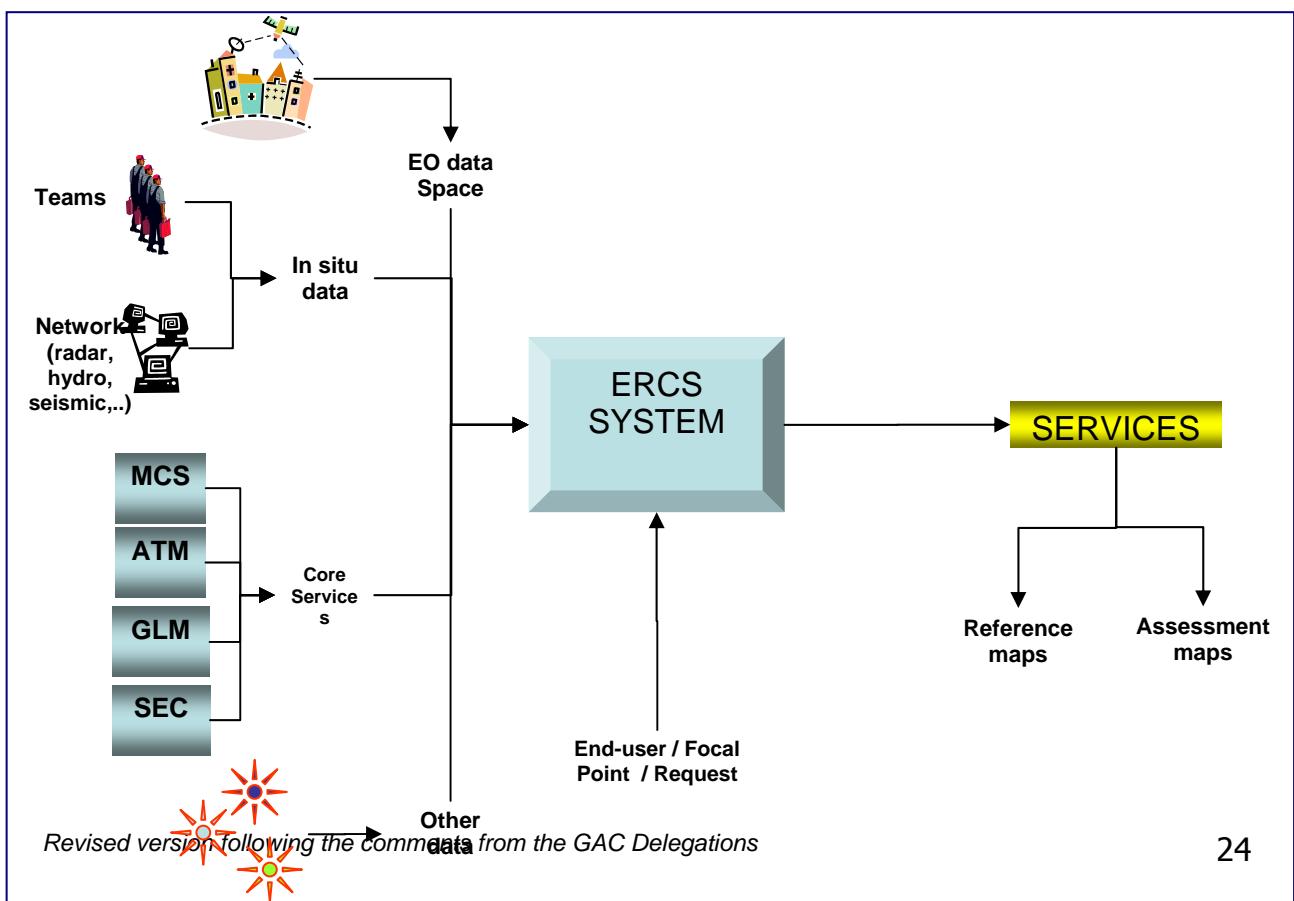 EO data
Space
Teams
In situ
data
Network
(radar,
hydro,
seismic,..)
ERCS
SYSTEM
SERVICES
MCS
ATM
GLM
SEC
Core
Service
s
Reference
maps
Assessment
maps
End-user / Focal
Point / Request
Other
data
Revised version following the comments from the GAC Delegations
24